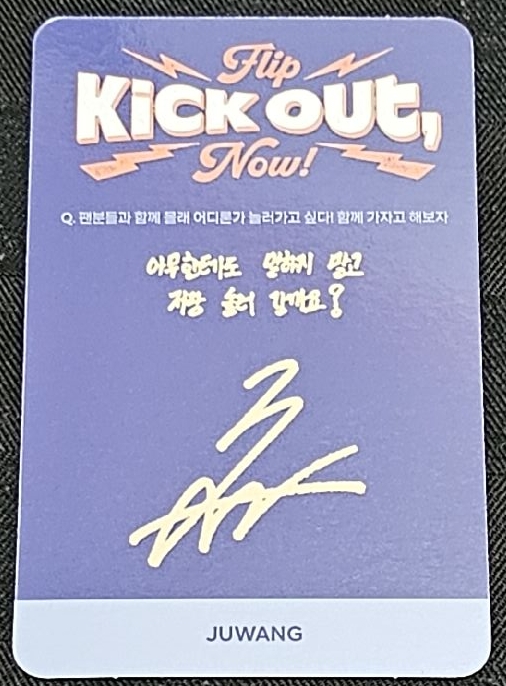 Flip
Kick out,
Now!
Q. 팬분들과 함께 몰래 어디론가 놀러가고 싶다! 함께 가자고 해보자
아무한테도 말하지 말고
저랑 놀러 갈래요?
JUWANG